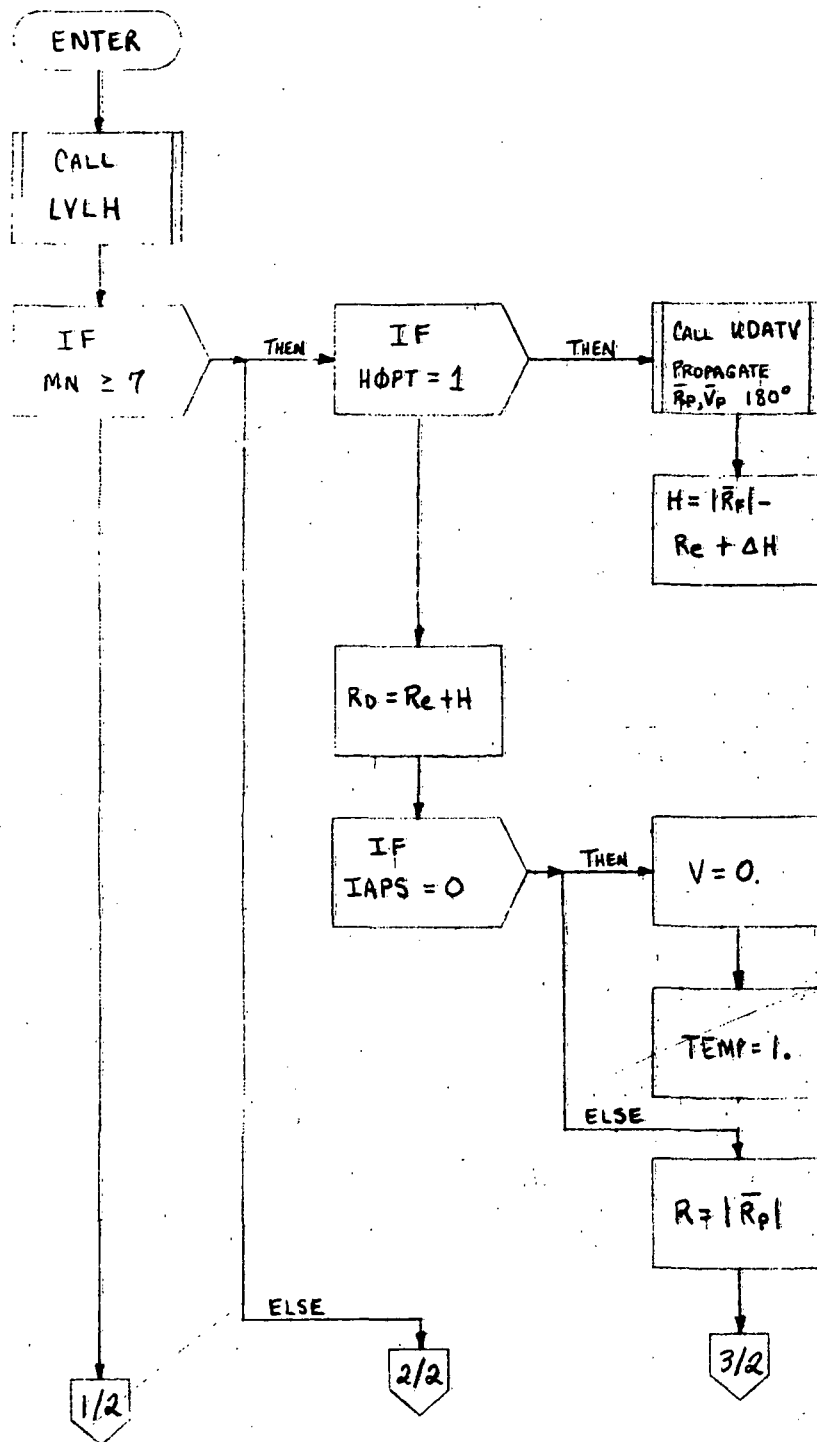 ENTER
CALL
LVLH
IF
MN ≥ 7
THEN
IF
HΦPT = 1
THEN
CALL UDATV
PROPAGATE
R̄p, V̄p 180°
H = |R̄F| -
Re + ΔH
RD = Re + H
IF
IAPS = 0
THEN
V = 0.
TEMP = 1.
ELSE
R = |R̄p|
ELSE
1/2
2/2
3/2